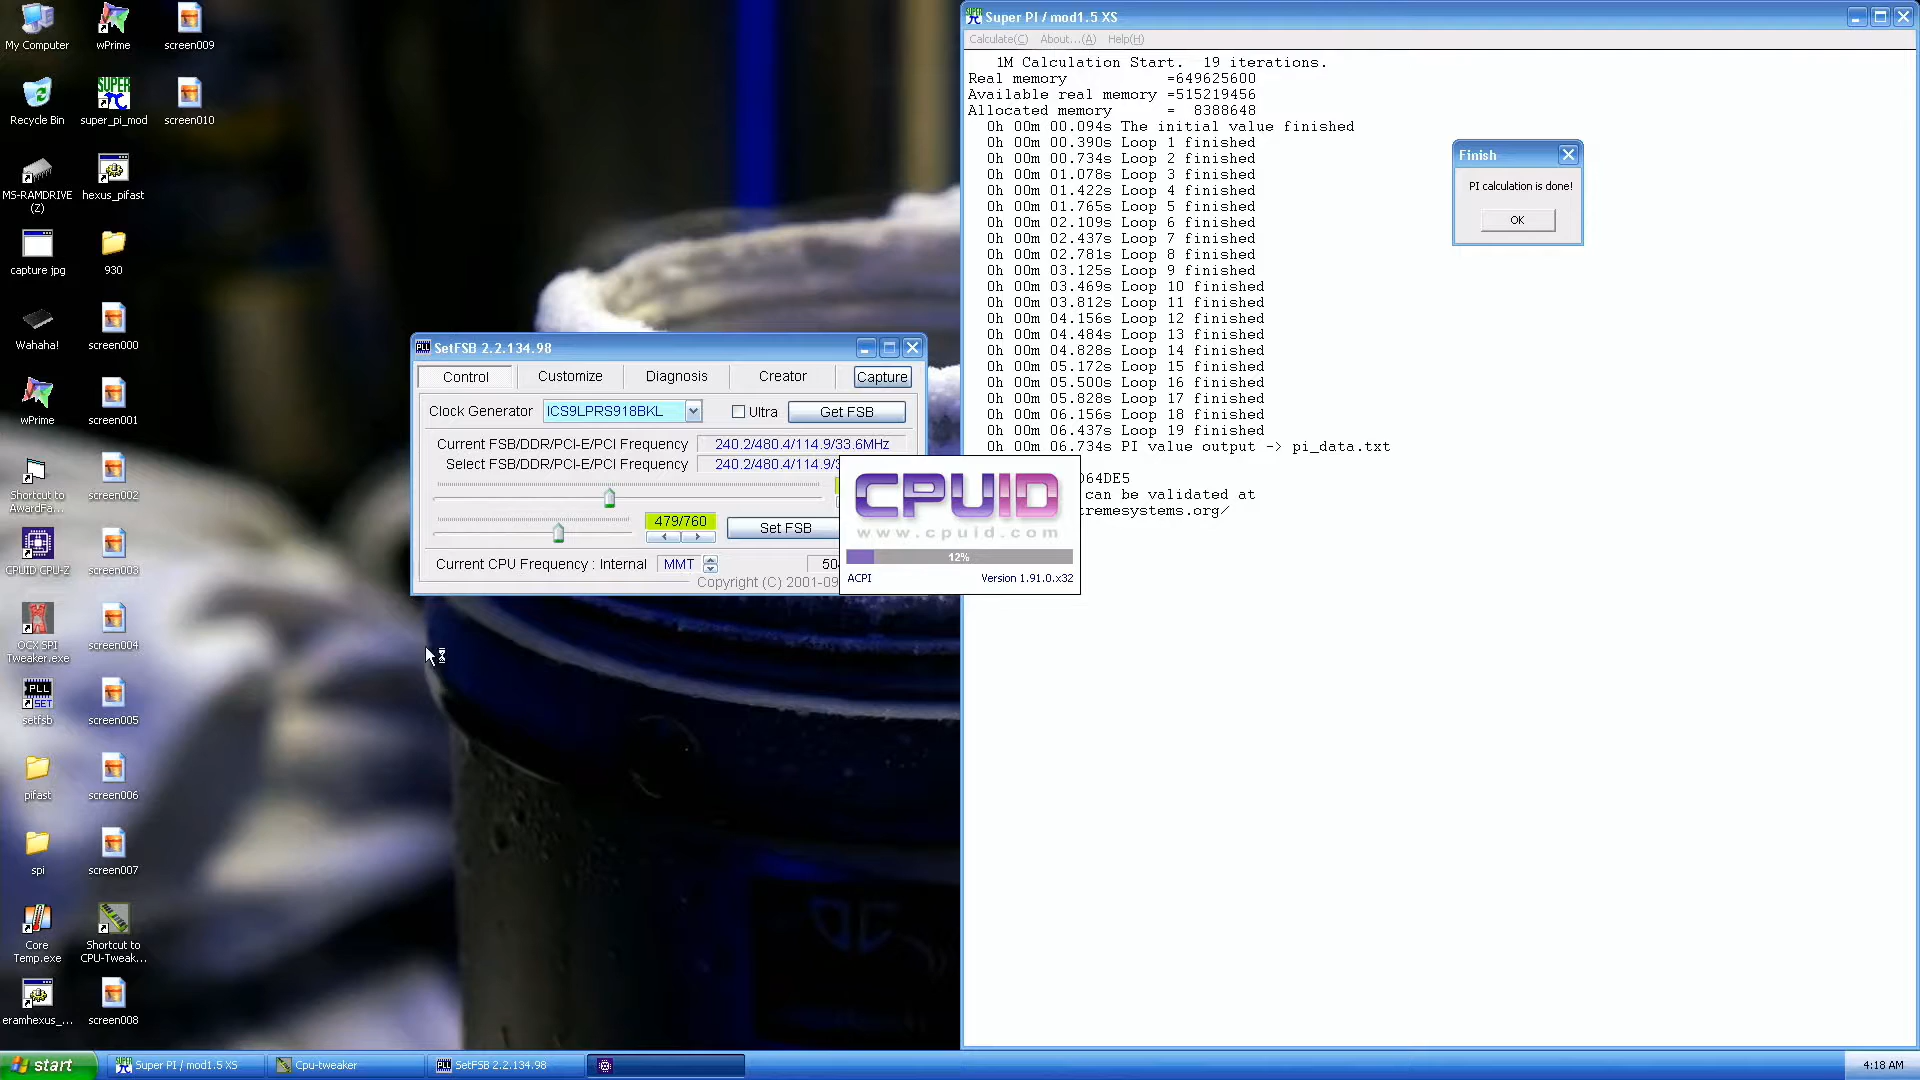 My Computer
wPrime
screen009
Recycle Bin
super_pi_mod
screen010
MS-RAMDRIVE
(Z)
hexus_pifast
capture jpg
930
Wahaha!
screen000
wPrime
screen001
Shortcut to
AwardFa...
screen002
CPUID CPU-Z
screen003
OCX SPI
Tweaker.exe
screen004
setfsb
screen005
pifast
screen006
spi
screen007
Core
Temp.exe
Shortcut to
CPU-Tweak...
eramhexus_...
screen008
SetFSB 2.2.134.98
Control
Customize
Diagnosis
Creator
Capture
Clock Generator
ICS9LPRS918BKL
Ultra
Get FSB
Current FSB/DDR/PCI-E/PCI Frequency
240.2/480.4/114.9/33.6MHz
Select FSB/DDR/PCI-E/PCI Frequency
240.2/480.4/114.9/3
479/760
Set FSB
Current CPU Frequency : Internal
MMT
50
Copyright (C) 2001-09
CPUID
www.cpuid.com
12%
ACPI
Version 1.91.0.x32
Super PI / mod1.5 XS
Calculate(C) About...(A) Help(H)
1M Calculation Start. 19 iterations.
Real memory =649625600
Available real memory =515219456
Allocated memory = 8388648
0h 00m 00.094s The initial value finished
0h 00m 00.390s Loop 1 finished
0h 00m 00.734s Loop 2 finished
0h 00m 01.078s Loop 3 finished
0h 00m 01.422s Loop 4 finished
0h 00m 01.765s Loop 5 finished
0h 00m 02.109s Loop 6 finished
0h 00m 02.437s Loop 7 finished
0h 00m 02.781s Loop 8 finished
0h 00m 03.125s Loop 9 finished
0h 00m 03.469s Loop 10 finished
0h 00m 03.812s Loop 11 finished
0h 00m 04.156s Loop 12 finished
0h 00m 04.484s Loop 13 finished
0h 00m 04.828s Loop 14 finished
0h 00m 05.172s Loop 15 finished
0h 00m 05.500s Loop 16 finished
0h 00m 05.828s Loop 17 finished
0h 00m 06.156s Loop 18 finished
0h 00m 06.437s Loop 19 finished
0h 00m 06.734s PI value output -> pi_data.txt
064DE5
can be validated at
tremesystems.org/
Finish
PI calculation is done!
OK
start
Super PI / mod1.5 XS
Cpu-tweaker
SetFSB 2.2.134.98
4:18 AM